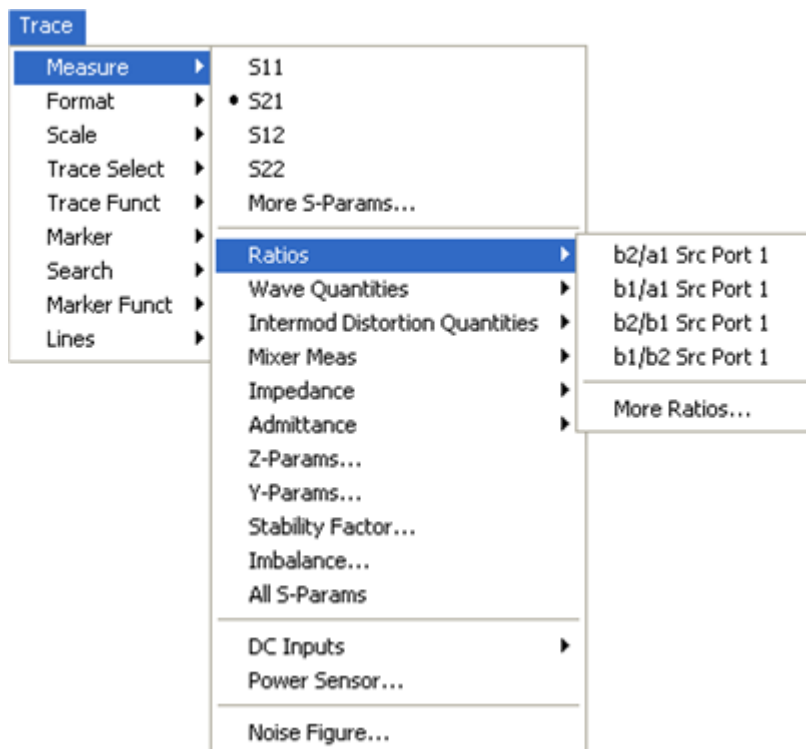 Trace
Measure
Format
Scale
Trace Select
Trace Funct
Marker
Search
Marker Funct
Lines
S11
S21
S12
S22
More S-Params...
Ratios
Wave Quantities
Intermod Distortion Quantities
Mixer Meas
Impedance
Admittance
Z-Params...
Y-Params...
Stability Factor...
Imbalance...
All S-Params
DC Inputs
Power Sensor...
Noise Figure...
b2/a1 Src Port 1
b1/a1 Src Port 1
b2/b1 Src Port 1
b1/b2 Src Port 1
More Ratios...